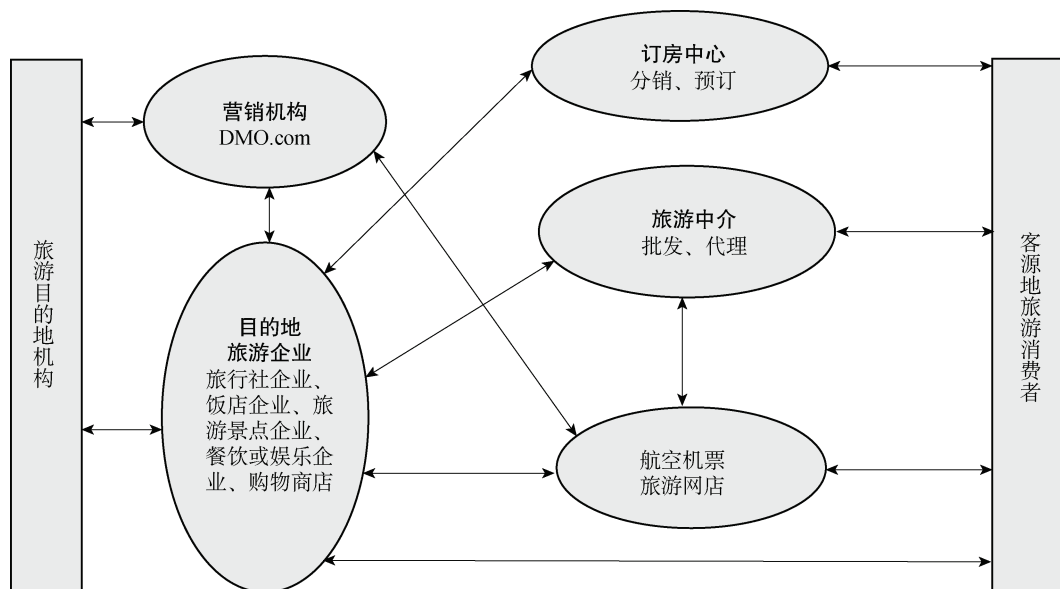 旅游目的地机构
营销机构
DMO.com
目的地
旅游企业
旅行社企业、
饭店企业、旅
游景点企业、
餐饮或娱乐企
业、购物商店
订房中心
分销、预订
旅游中介
批发、代理
航空机票
旅游网店
客源地旅游消费者